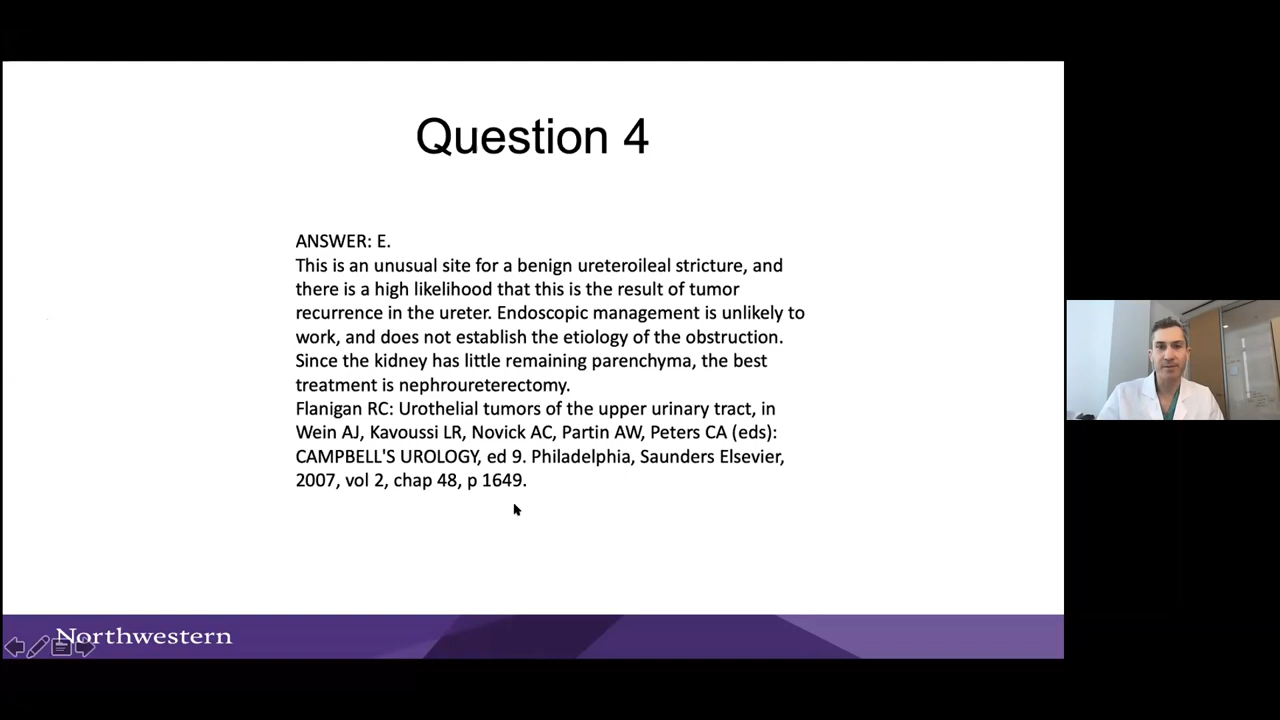 Question 4
ANSWER: E.
This is an unusual site for a benign ureteroileal stricture, and
there is a high likelihood that this is the result of tumor
recurrence in the ureter. Endoscopic management is unlikely to
work, and does not establish the etiology of the obstruction.
Since the kidney has little remaining parenchyma, the best
treatment is nephroureterectomy.
Flanigan RC: Urothelial tumors of the upper urinary tract, in
Wein AJ, Kavoussi LR, Novick AC, Partin AW, Peters CA (eds):
CAMPBELL'S UROLOGY, ed 9. Philadelphia, Saunders Elsevier,
2007, vol 2, chap 48, p 1649.
Northwestern